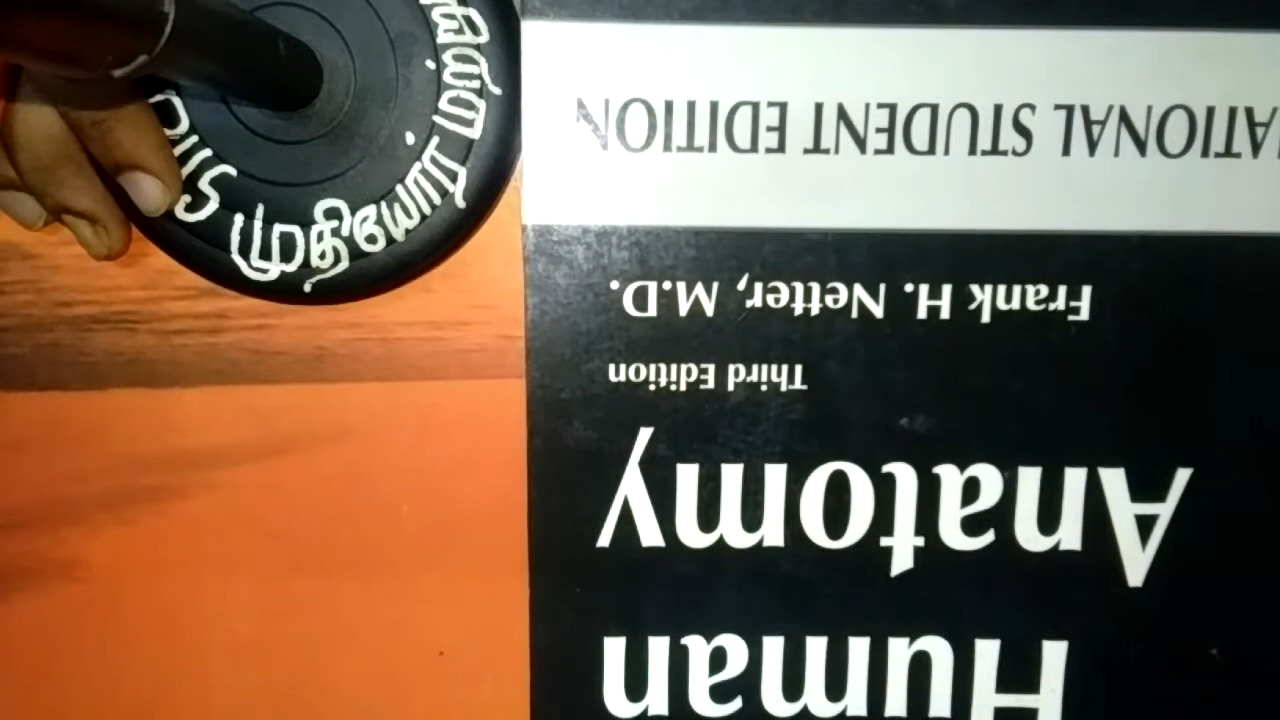 முதியோர்
Human
Anatomy
Third Edition
Frank H. Netter, M.D.
ATIONAL STUDENT EDITION